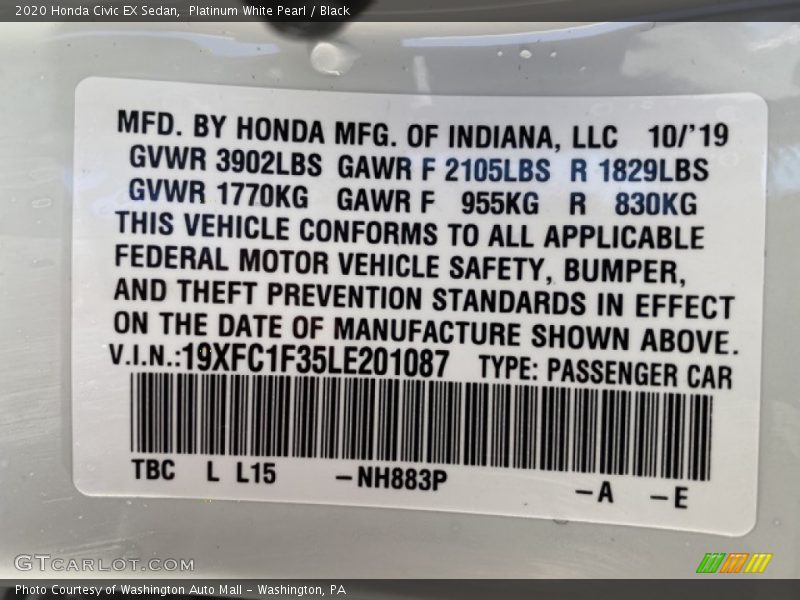 2020 Honda Civic EX Sedan, Platinum White Pearl / Black
MFD. BY HONDA MFG. OF INDIANA, LLC 10/'19
GVWR 3902LBS GAWR F 2105LBS R 1829LBS
GVWR 1770KG GAWR F 955KG R 830KG
THIS VEHICLE CONFORMS TO ALL APPLICABLE
FEDERAL MOTOR VEHICLE SAFETY, BUMPER,
AND THEFT PREVENTION STANDARDS IN EFFECT
ON THE DATE OF MANUFACTURE SHOWN ABOVE.
V.I.N.:19XFC1F35LE201087 TYPE: PASSENGER CAR
TBC L L15 -NH883P -A -E
GTCARLOT.COM
Photo Courtesy of Washington Auto Mall - Washington, PA